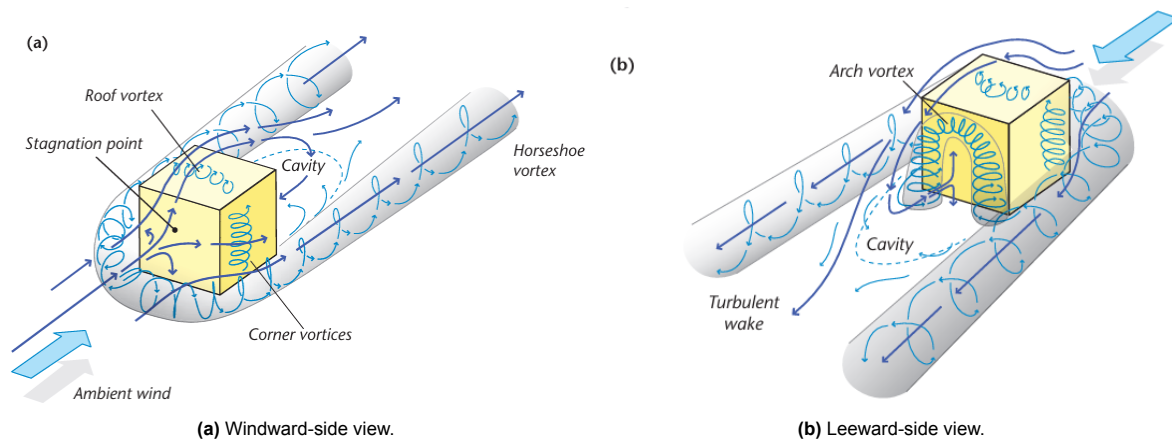 (a)
Roof vortex
Stagnation point
Cavity
Horseshoe
vortex
Corner vortices
Ambient wind
(a) Windward-side view.
(b)
Arch vortex
Cavity
Turbulent
wake
(b) Leeward-side view.